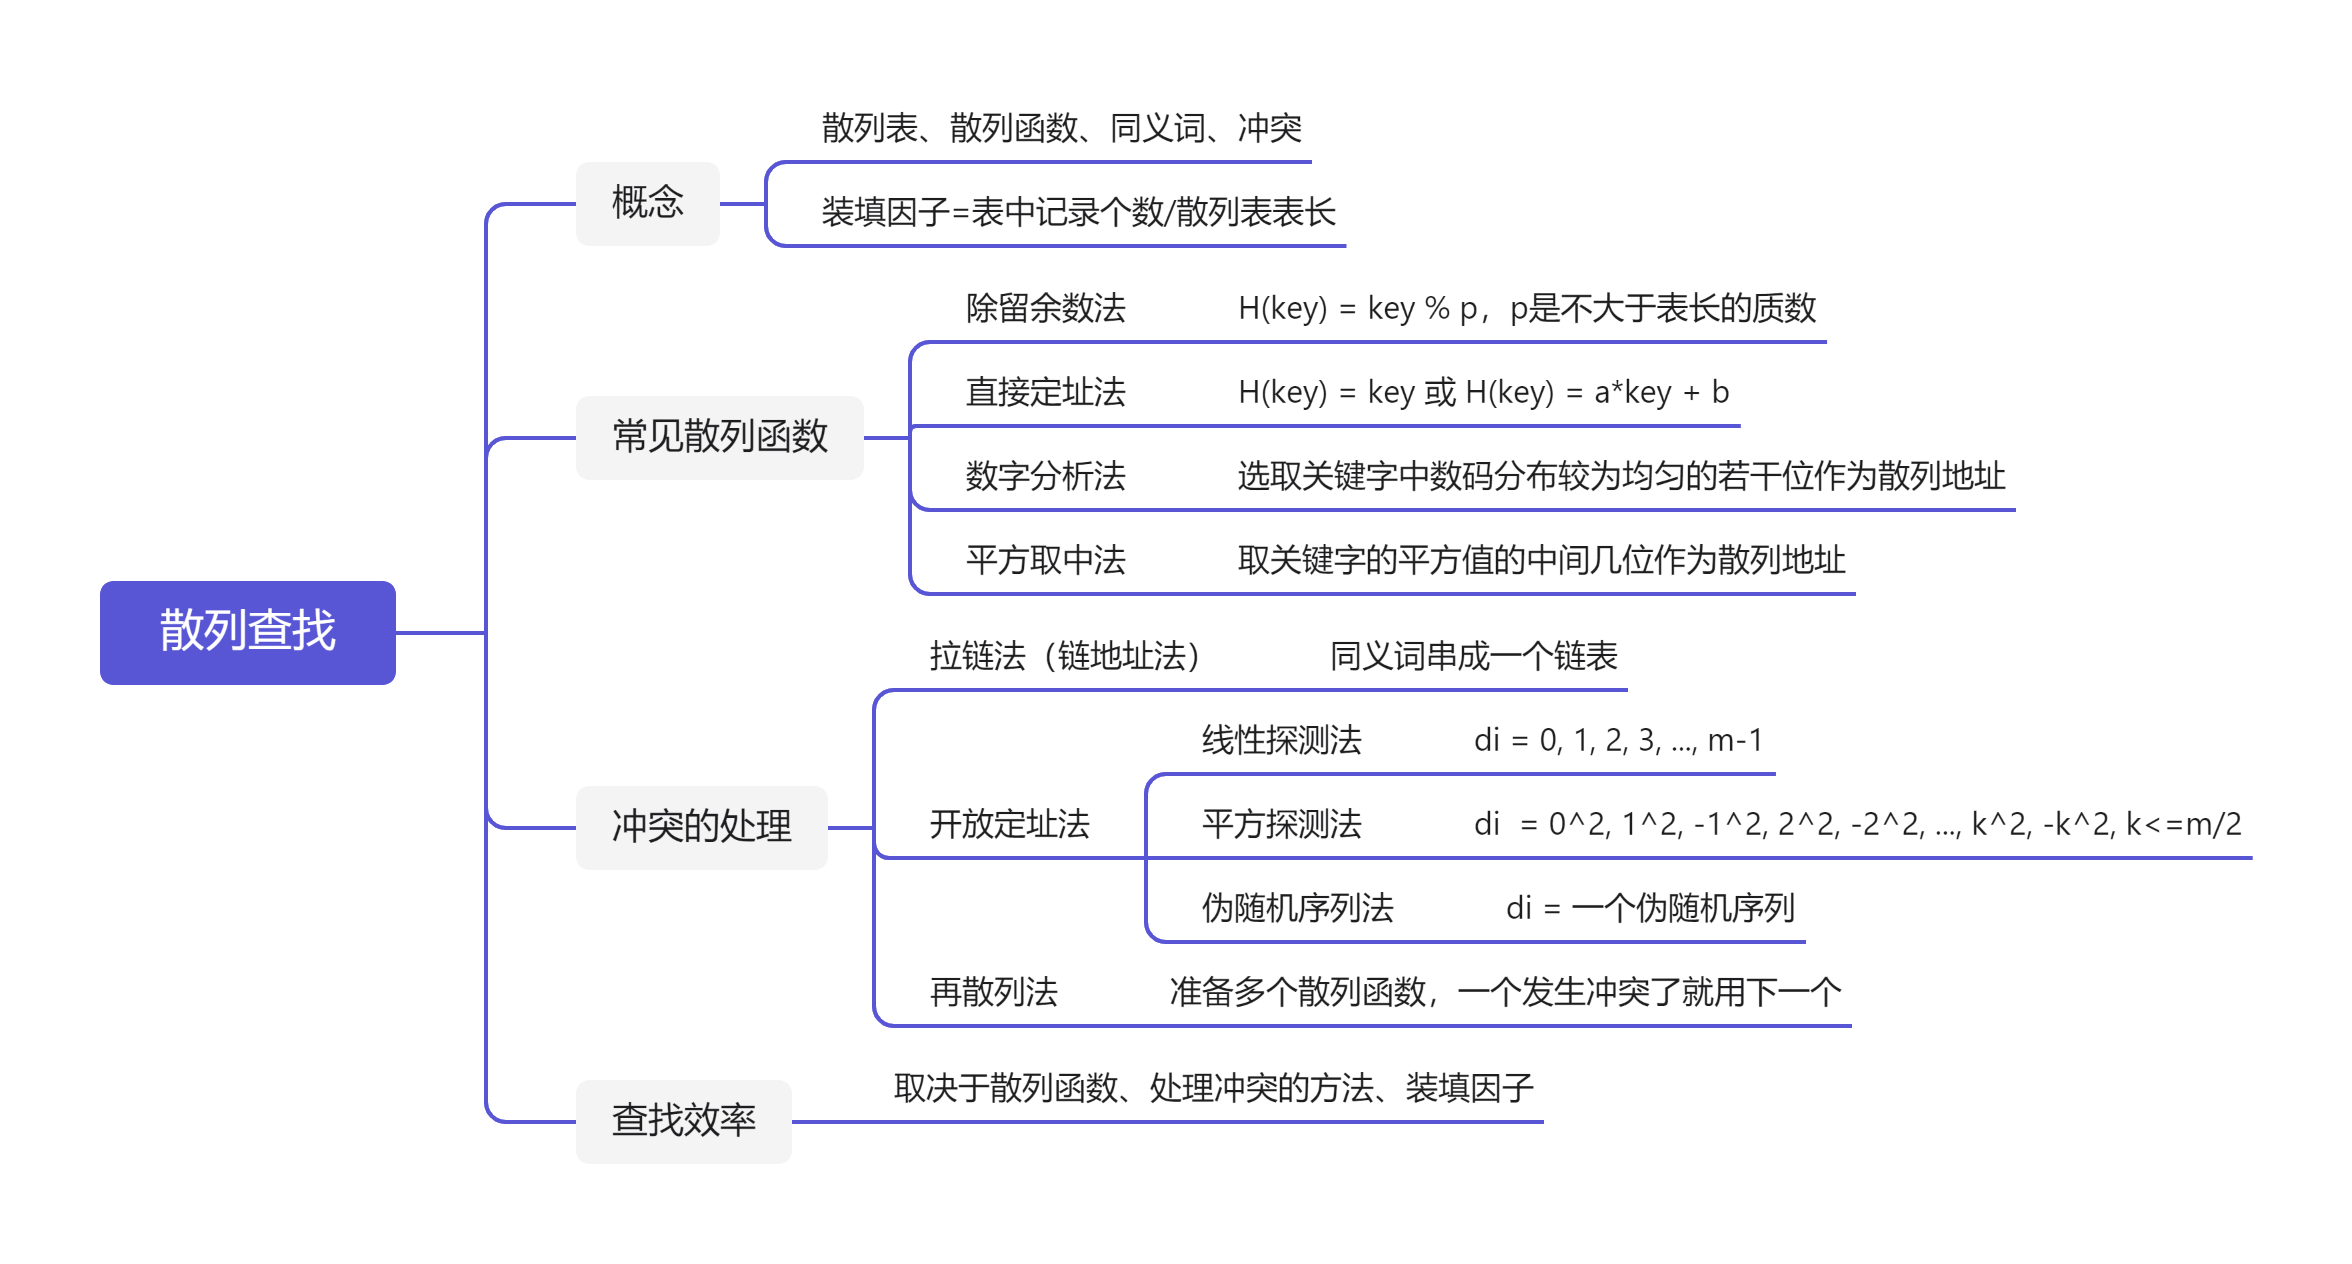 散列查找
概念
散列表、散列函数、同义词、冲突
装填因子=表中记录个数/散列表表长
常见散列函数
除留余数法 H(key) = key % p，p是不大于表长的质数
直接定址法 H(key) = key 或 H(key) = a*key + b
数字分析法 选取关键字中数码分布较为均匀的若干位作为散列地址
平方取中法 取关键字的平方值的中间几位作为散列地址
冲突的处理
拉链法（链地址法） 同义词串成一个链表
开放定址法
线性探测法 di = 0, 1, 2, 3, ..., m-1
平方探测法 di  = 0^2, 1^2, -1^2, 2^2, -2^2, ..., k^2, -k^2, k<=m/2
伪随机序列法 di = 一个伪随机序列
再散列法 准备多个散列函数，一个发生冲突了就用下一个
查找效率
取决于散列函数、处理冲突的方法、装填因子